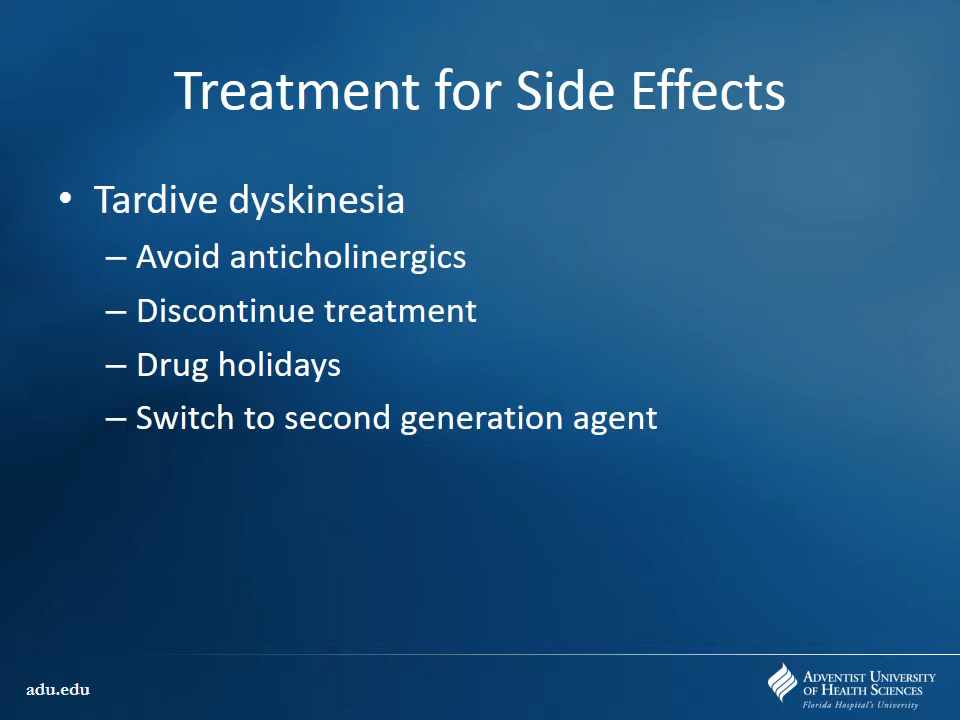 Treatment for Side Effects
• Tardive dyskinesia
– Avoid anticholinergics
– Discontinue treatment
– Drug holidays
– Switch to second generation agent
adu.edu
Adventist University
of Health Sciences
Florida Hospital's University